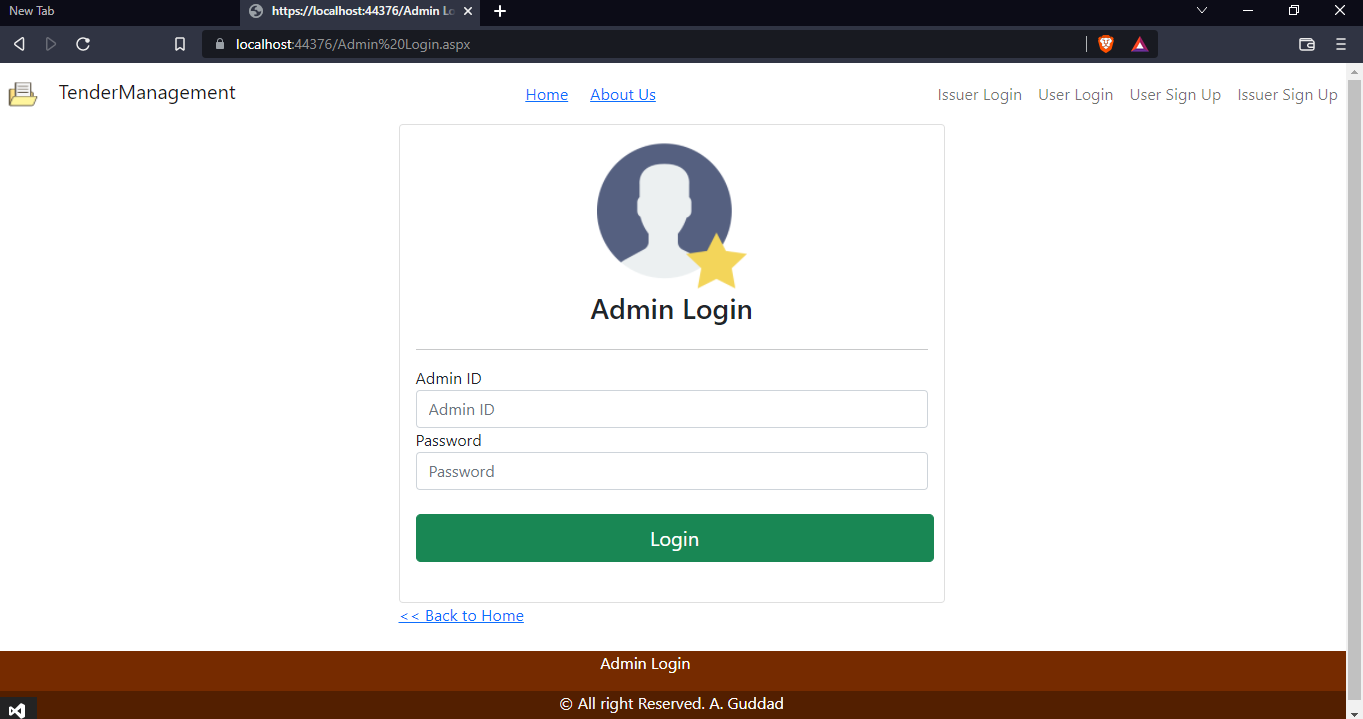 New Tab
https://localhost:44376/Admin Lo
localhost:44376/Admin%20Login.aspx
TenderManagement Home About Us Issuer Login User Login User Sign Up Issuer Sign Up
Admin Login
Admin ID
Admin ID
Password
Password
Login
<< Back to Home
Admin Login
© All right Reserved. A. Guddad